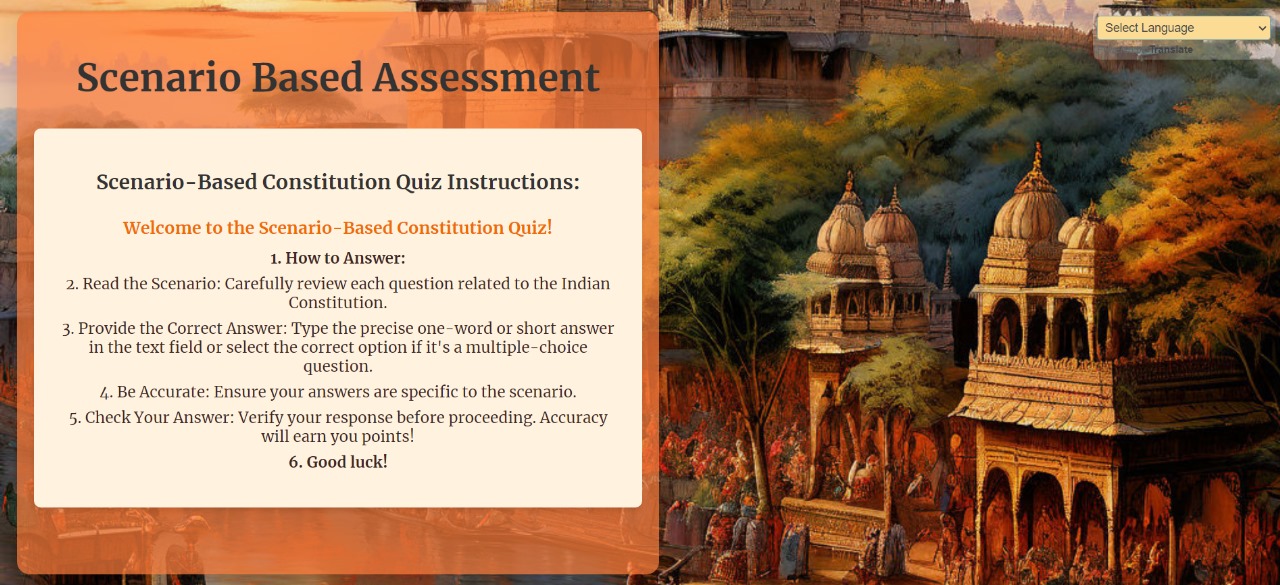 Scenario Based Assessment
Select Language
Translate
Scenario-Based Constitution Quiz Instructions:
Welcome to the Scenario-Based Constitution Quiz!
1. How to Answer:
2. Read the Scenario: Carefully review each question related to the Indian
Constitution.
3. Provide the Correct Answer: Type the precise one-word or short answer
in the text field or select the correct option if it's a multiple-choice
question.
4. Be Accurate: Ensure your answers are specific to the scenario.
5. Check Your Answer: Verify your response before proceeding. Accuracy
will earn you points!
6. Good luck!